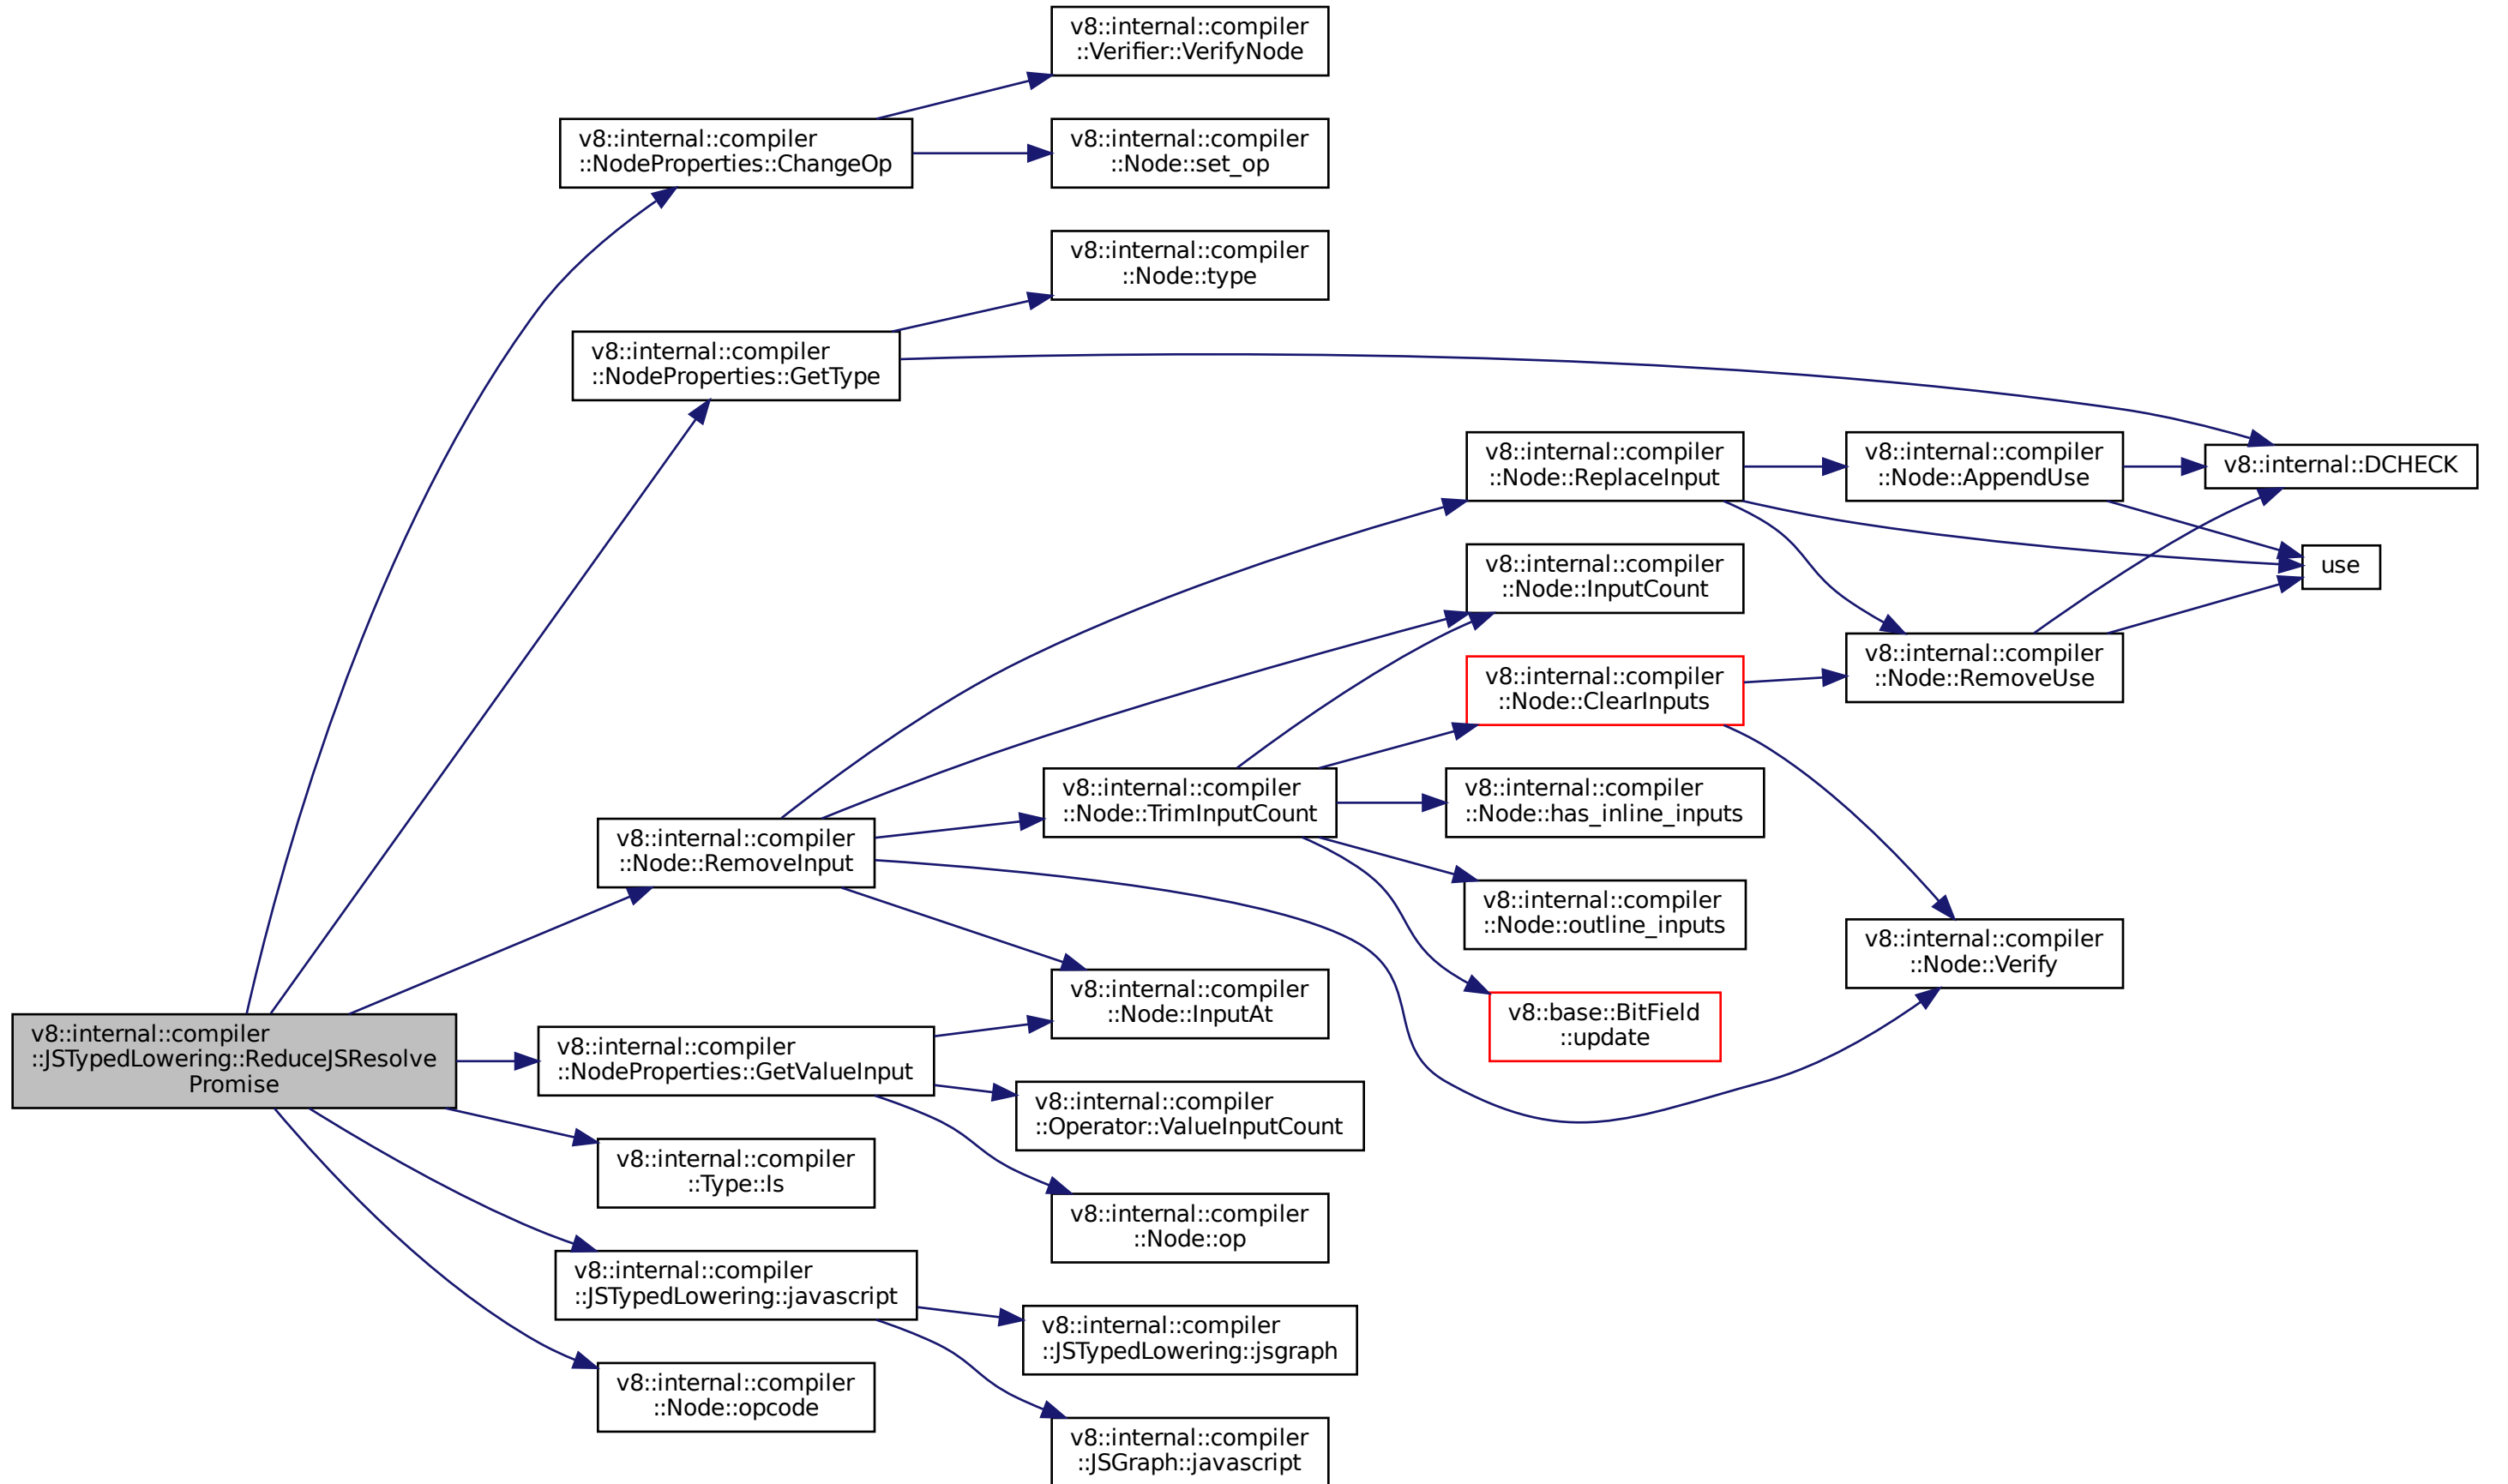 v8::internal::compiler
::Verifier::VerifyNode
v8::internal::compiler
::NodeProperties::ChangeOp
v8::internal::compiler
::Node::set_op
v8::internal::compiler
::Node::type
v8::internal::compiler
::NodeProperties::GetType
v8::internal::compiler
::Node::ReplaceInput
v8::internal::compiler
::Node::AppendUse
v8::internal::DCHECK
v8::internal::compiler
::Node::InputCount
use
v8::internal::compiler
::Node::ClearInputs
v8::internal::compiler
::Node::RemoveUse
v8::internal::compiler
::Node::TrimInputCount
v8::internal::compiler
::Node::has_inline_inputs
v8::internal::compiler
::Node::RemoveInput
v8::internal::compiler
::Node::outline_inputs
v8::internal::compiler
::Node::Verify
v8::internal::compiler
::Node::InputAt
v8::base::BitField
::update
v8::internal::compiler
::JSTypedLowering::ReduceJSResolve
Promise
v8::internal::compiler
::NodeProperties::GetValueInput
v8::internal::compiler
::Operator::ValueInputCount
v8::internal::compiler
::Type::Is
v8::internal::compiler
::Node::op
v8::internal::compiler
::JSTypedLowering::javascript
v8::internal::compiler
::JSTypedLowering::jsgraph
v8::internal::compiler
::Node::opcode
v8::internal::compiler
::JSGraph::javascript